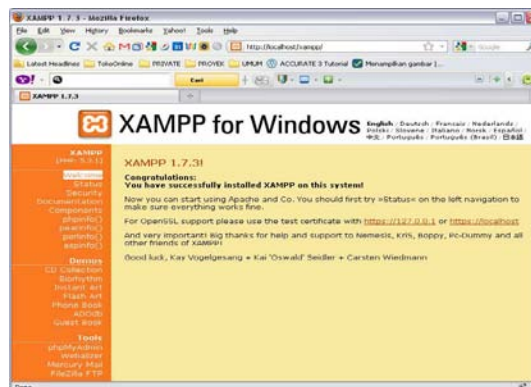 XAMPP 1.7.3 - Mozilla Firefox
File Edit View History Bookmarks Yahoo! Tools Help
http://localhost/xampp/
Latest Headlines TokoOnline PRIVATE PROYEK UMUM ACCURATE 3 Tutorial Menampilkan gambar ]...
XAMPP 1.7.3
XAMPP for Windows
English / Deutsch / Francais / Nederlands /
Polski / Slovene / Italiano / Norsk / Español /
中文 / Português / Português (Brasil) / 日本語
XAMPP
[PHP: 5.3.1]
Welcome
Status
Security
Documentation
Components
phpinfo()
Demos
CD Collection
Biorhythm
Instant Art
Flash Art
Phone Book
ADOdb
Guest Book
Tools
phpMyAdmin
Webalizer
Mercury Mail
FileZilla FTP
XAMPP 1.7.3!
Congratulations:
You have successfully installed XAMPP on this system!
Now you can start using Apache and Co. You should first try »Status« on the left navigation to
make sure everything works fine.
For OpenSSL support please use the test certificate with https://127.0.0.1 or https://localhost
And very important! Big thanks for help and support to Nemesis, KriS, Boppy, Pc-Dummy and all
other friends of XAMPP!
Good luck, Kay Vogelgesang + Kai 'Oswald' Seidler + Carsten Wiedmann